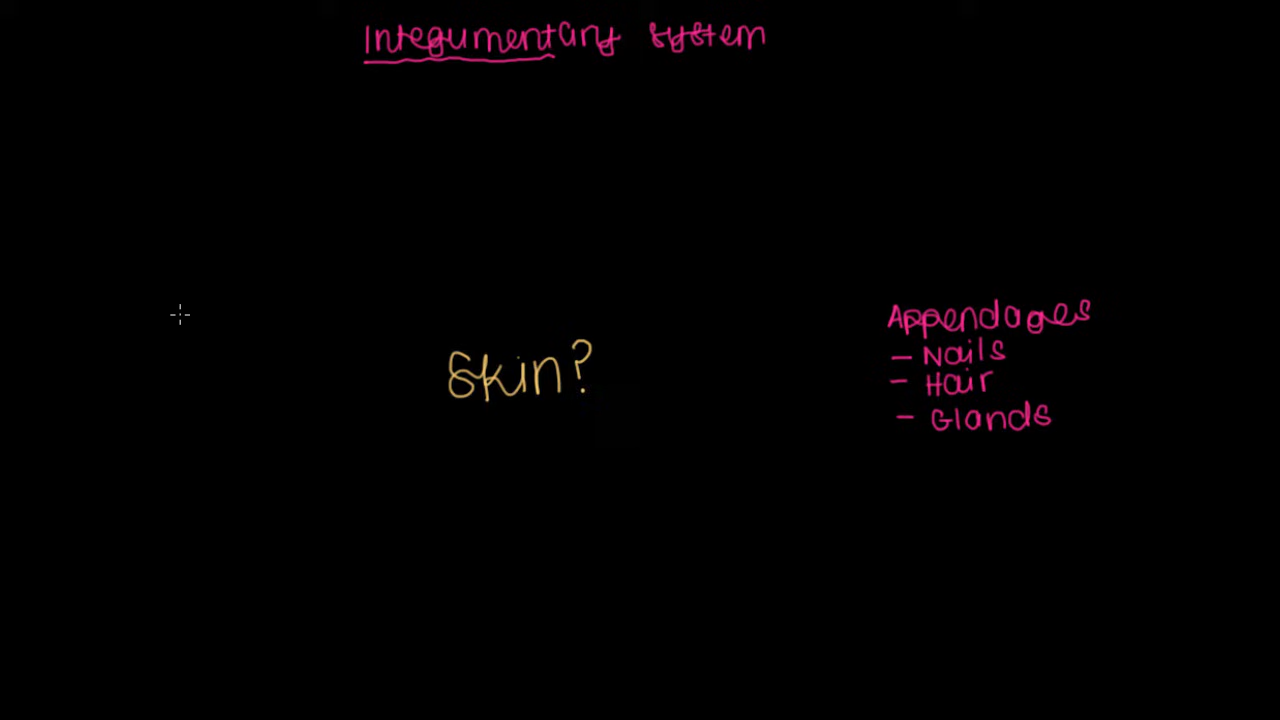 Integumentary system
Skin?
Appendages
- Nails
- Hair
- Glands